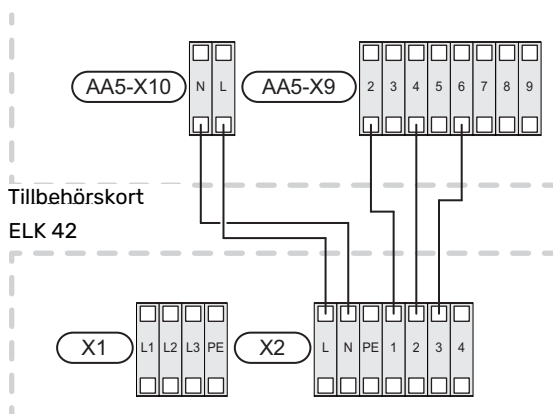 AA5-X10 N L AA5-X9 2 3 4 5 6 7 8 9
Tillbehörskort
ELK 42
X1 L1 L2 L3 PE X2 L N PE 1 2 3 4